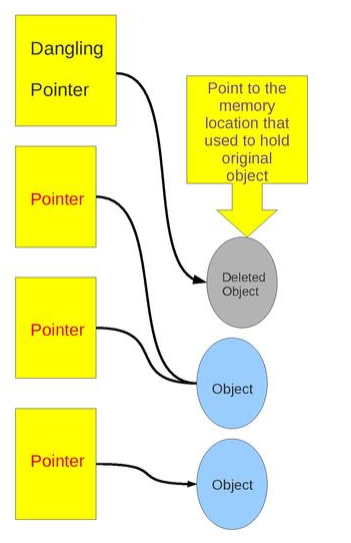 Dangling
Pointer
Point to the
memory
location that
used to hold
original
object
Pointer
Deleted
Object
Pointer
Object
Pointer
Object